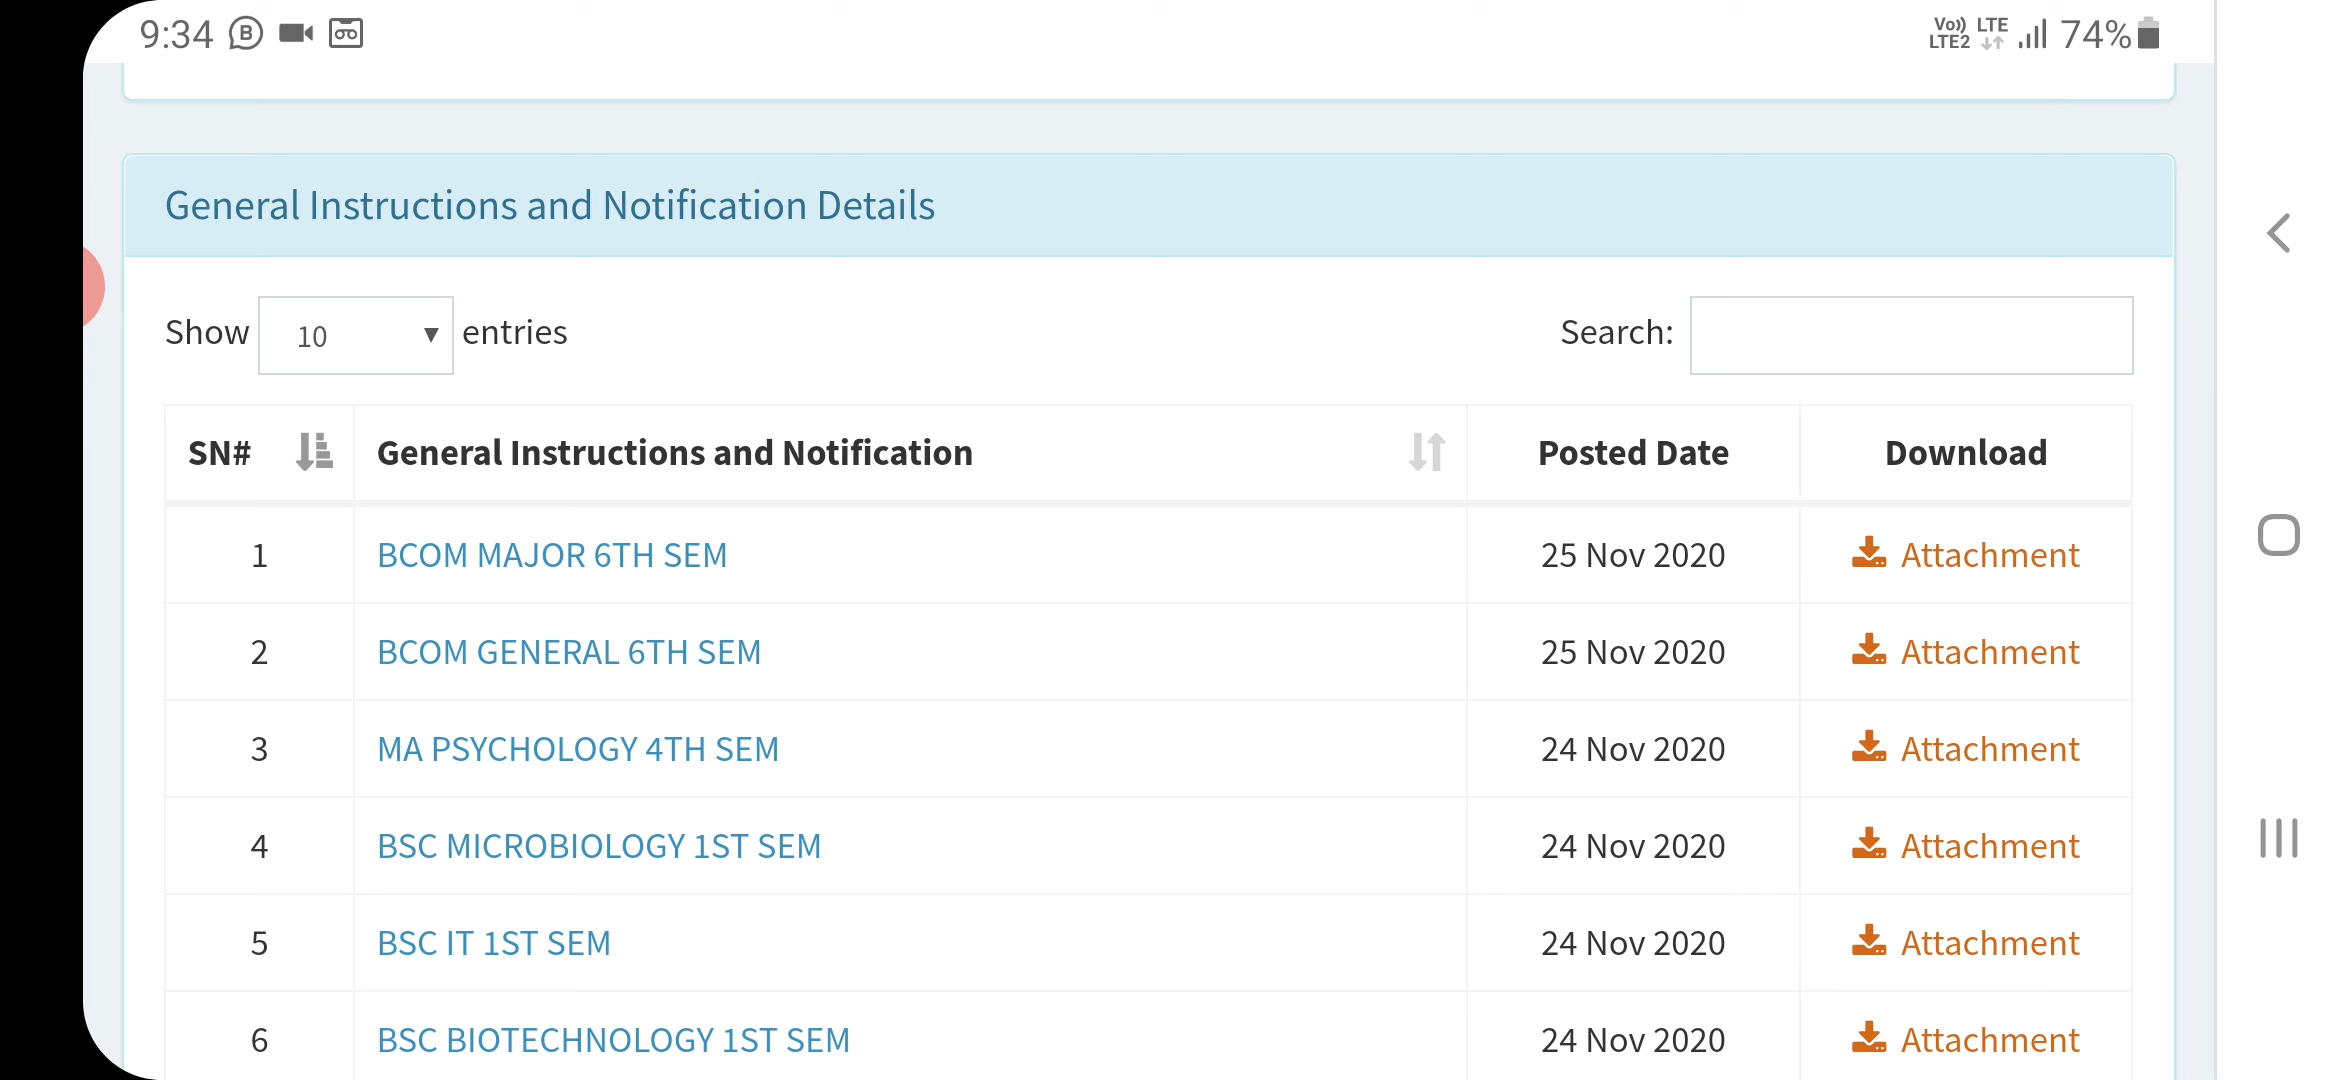 9:34 B Vo)) LTE LTE2 74%
General Instructions and Notification Details
Show 10 entries Search:
SN# General Instructions and Notification Posted Date Download
1 BCOM MAJOR 6TH SEM 25 Nov 2020 Attachment
2 BCOM GENERAL 6TH SEM 25 Nov 2020 Attachment
3 MA PSYCHOLOGY 4TH SEM 24 Nov 2020 Attachment
4 BSC MICROBIOLOGY 1ST SEM 24 Nov 2020 Attachment
5 BSC IT 1ST SEM 24 Nov 2020 Attachment
6 BSC BIOTECHNOLOGY 1ST SEM 24 Nov 2020 Attachment